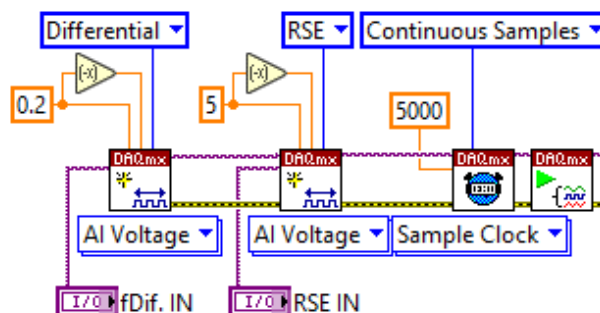 Differential
RSE
Continuous Samples
(-x)
(-x)
0.2
5
5000
DAQmx
DAQmx
DAQmx
DAQmx
AI Voltage
AI Voltage
Sample Clock
I/O
fDif. IN
I/O
RSE IN